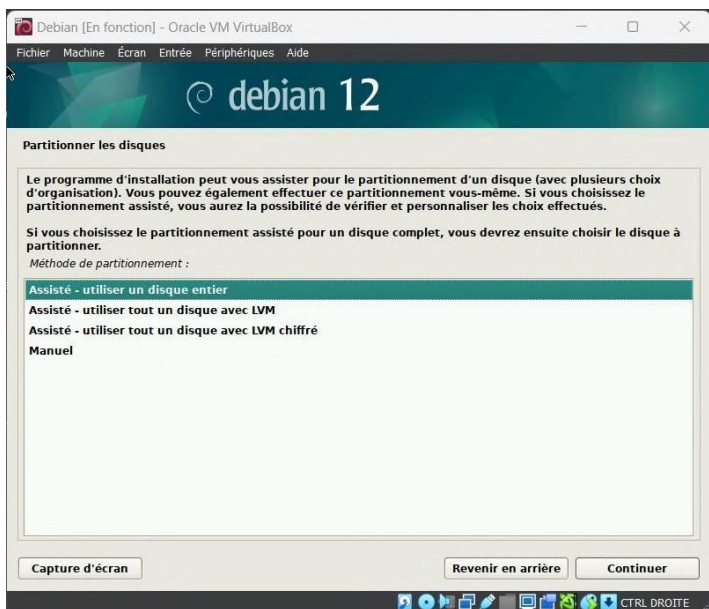 Debian [En fonction] - Oracle VM VirtualBox
Fichier Machine Écran Entrée Périphériques Aide
debian 12
Partitionner les disques
Le programme d'installation peut vous assister pour le partitionnement d'un disque (avec plusieurs choix
d'organisation). Vous pouvez également effectuer ce partitionnement vous-même. Si vous choisissez le
partitionnement assisté, vous aurez la possibilité de vérifier et personnaliser les choix effectués.
Si vous choisissez le partitionnement assisté pour un disque complet, vous devrez ensuite choisir le disque à
partitionner.
Méthode de partitionnement :
Assisté - utiliser un disque entier
Assisté - utiliser tout un disque avec LVM
Assisté - utiliser tout un disque avec LVM chiffré
Manuel
Capture d'écran Revenir en arrière Continuer
CTRL DROITE